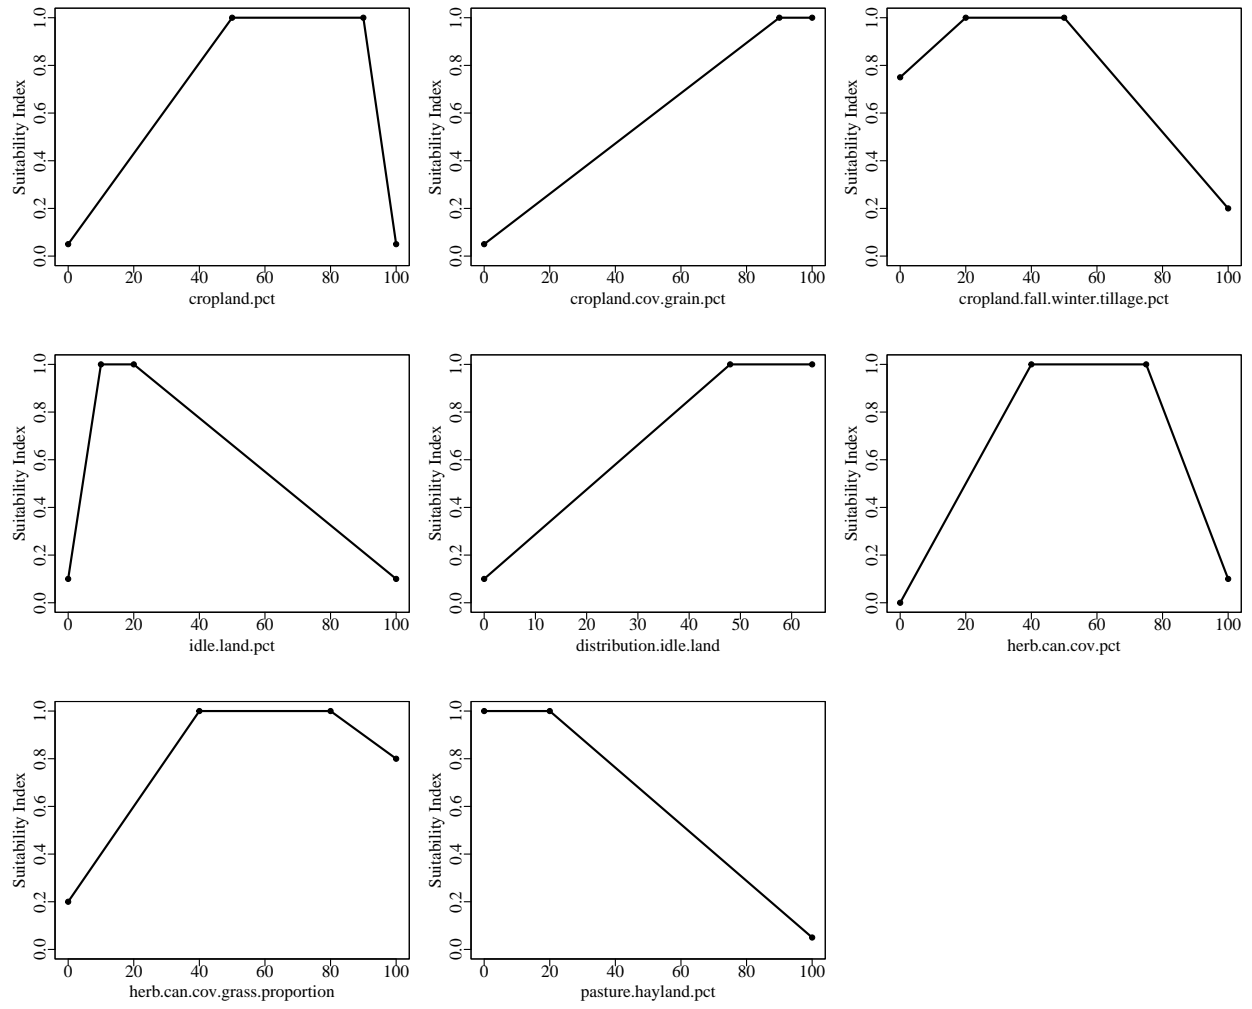 Suitability Index
0.0 0.2 0.4 0.6 0.8 1.0
0 20 40 60 80 100
cropland.pct
Suitability Index
0.0 0.2 0.4 0.6 0.8 1.0
0 20 40 60 80 100
cropland.cov.grain.pct
Suitability Index
0.0 0.2 0.4 0.6 0.8 1.0
0 20 40 60 80 100
cropland.fall.winter.tillage.pct
Suitability Index
0.0 0.2 0.4 0.6 0.8 1.0
0 20 40 60 80 100
idle.land.pct
Suitability Index
0.0 0.2 0.4 0.6 0.8 1.0
0 10 20 30 40 50 60
distribution.idle.land
Suitability Index
0.0 0.2 0.4 0.6 0.8 1.0
0 20 40 60 80 100
herb.can.cov.pct
Suitability Index
0.0 0.2 0.4 0.6 0.8 1.0
0 20 40 60 80 100
herb.can.cov.grass.proportion
Suitability Index
0.0 0.2 0.4 0.6 0.8 1.0
0 20 40 60 80 100
pasture.hayland.pct